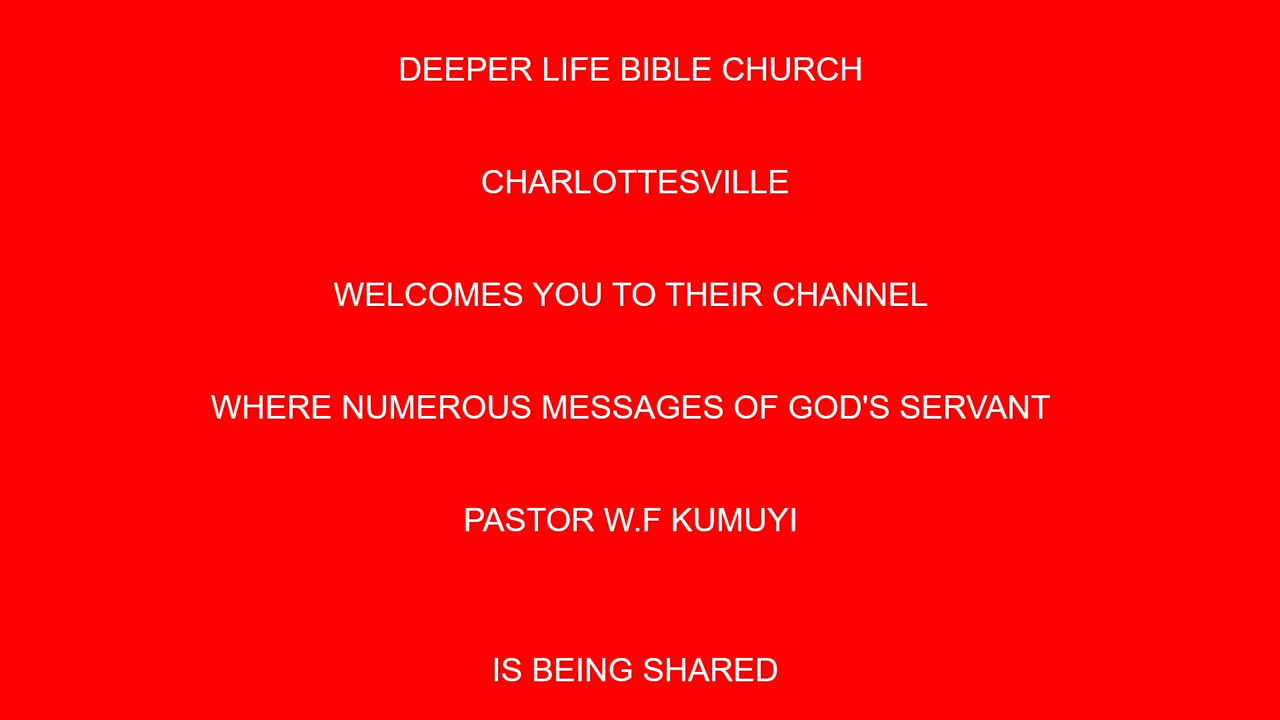 DEEPER LIFE BIBLE CHURCH
CHARLOTTESVILLE
WELCOMES YOU TO THEIR CHANNEL
WHERE NUMEROUS MESSAGES OF GOD'S SERVANT
PASTOR W.F KUMUYI
IS BEING SHARED